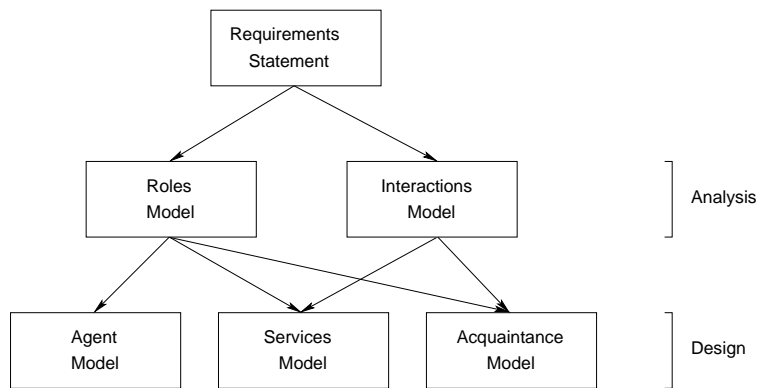 Requirements
Statement
Roles
Model
Interactions
Model
Analysis
Agent
Model
Services
Model
Acquaintance
Model
Design